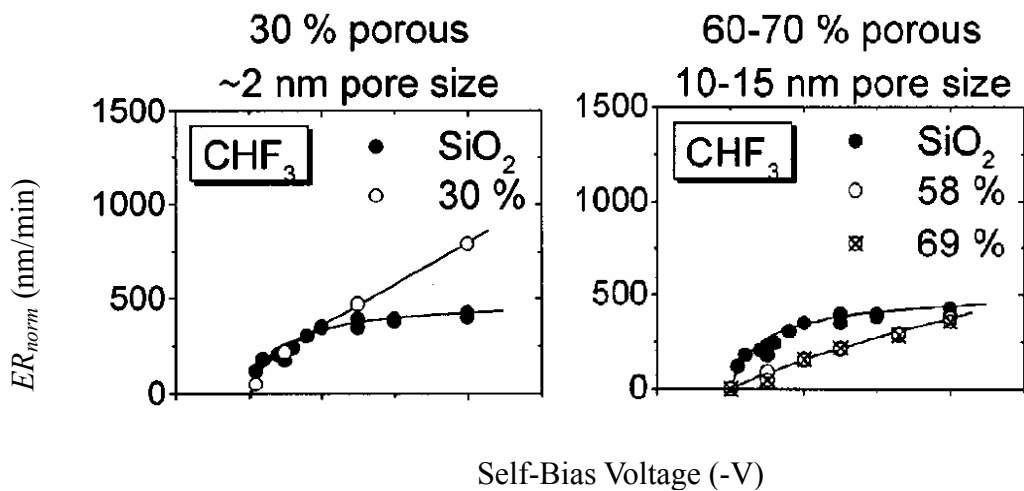 30 % porous
~2 nm pore size
1500
1000
500
0
CHF3
SiO2
30 %
60-70 % porous
10-15 nm pore size
1500
1000
500
0
CHF3
SiO2
58 %
69 %
ERnorm (nm/min)
Self-Bias Voltage (-V)